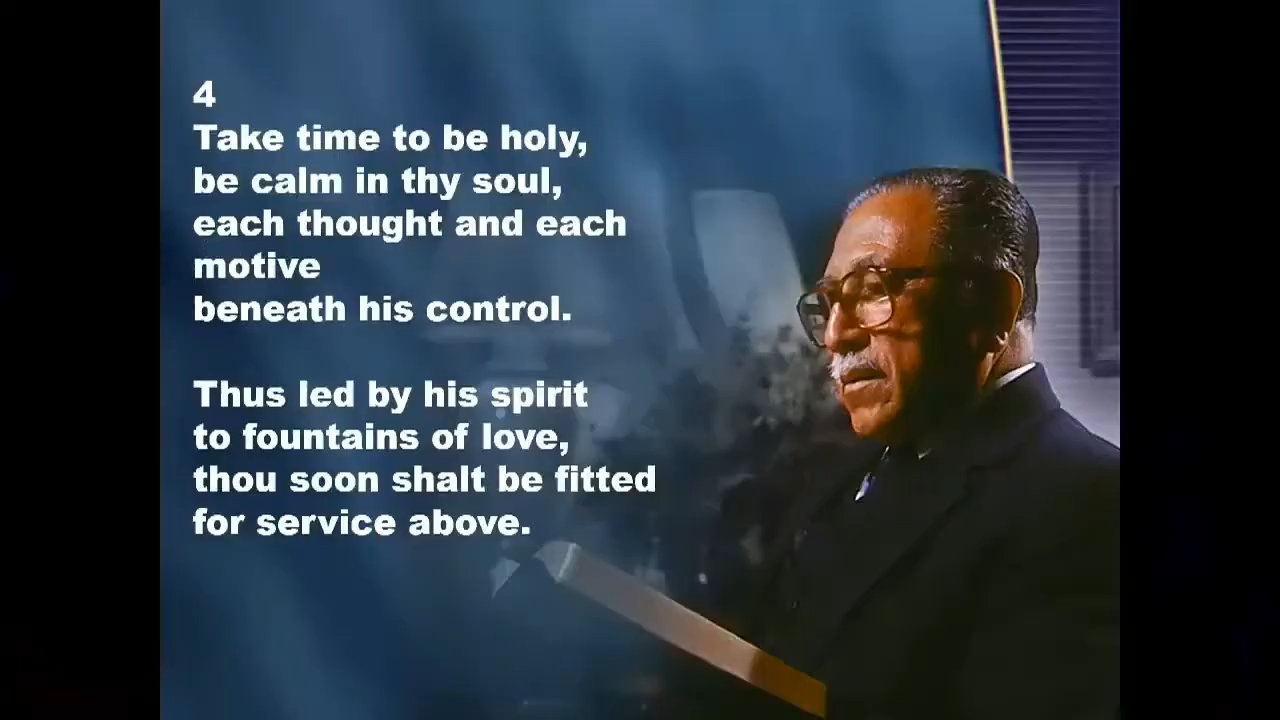 4
Take time to be holy,
be calm in thy soul,
each thought and each
motive
beneath his control.
Thus led by his spirit
to fountains of love,
thou soon shalt be fitted
for service above.